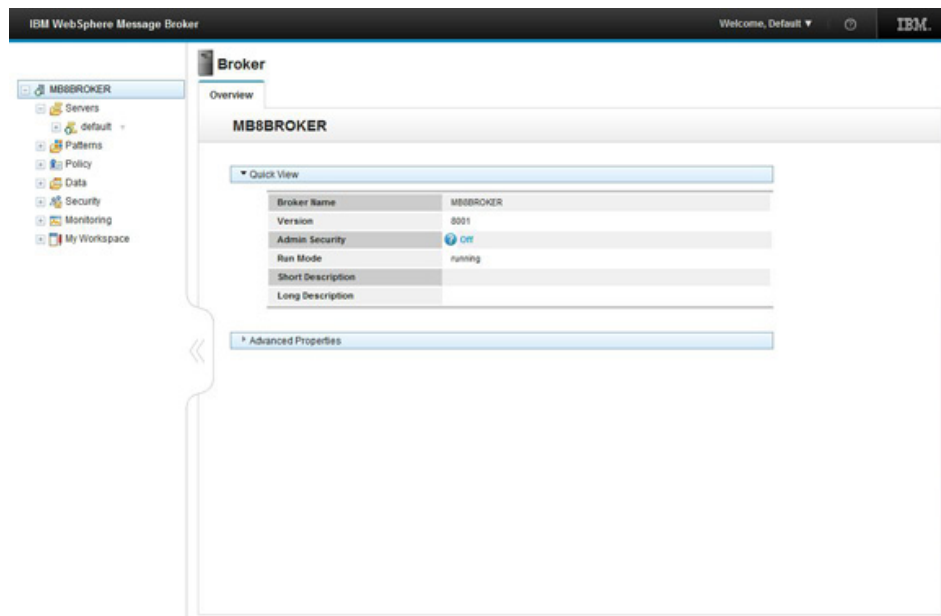 IBM WebSphere Message Broker
Welcome, Default
IBM.
Broker
MB8BROKER
Overview
Servers
default
MB8BROKER
Patterns
Policy
Quick View
Data
Security
Broker Name MB8BROKER
Monitoring
Version 8001
My Workspace
Admin Security ? Off
Run Mode running
Short Description
Long Description
Advanced Properties